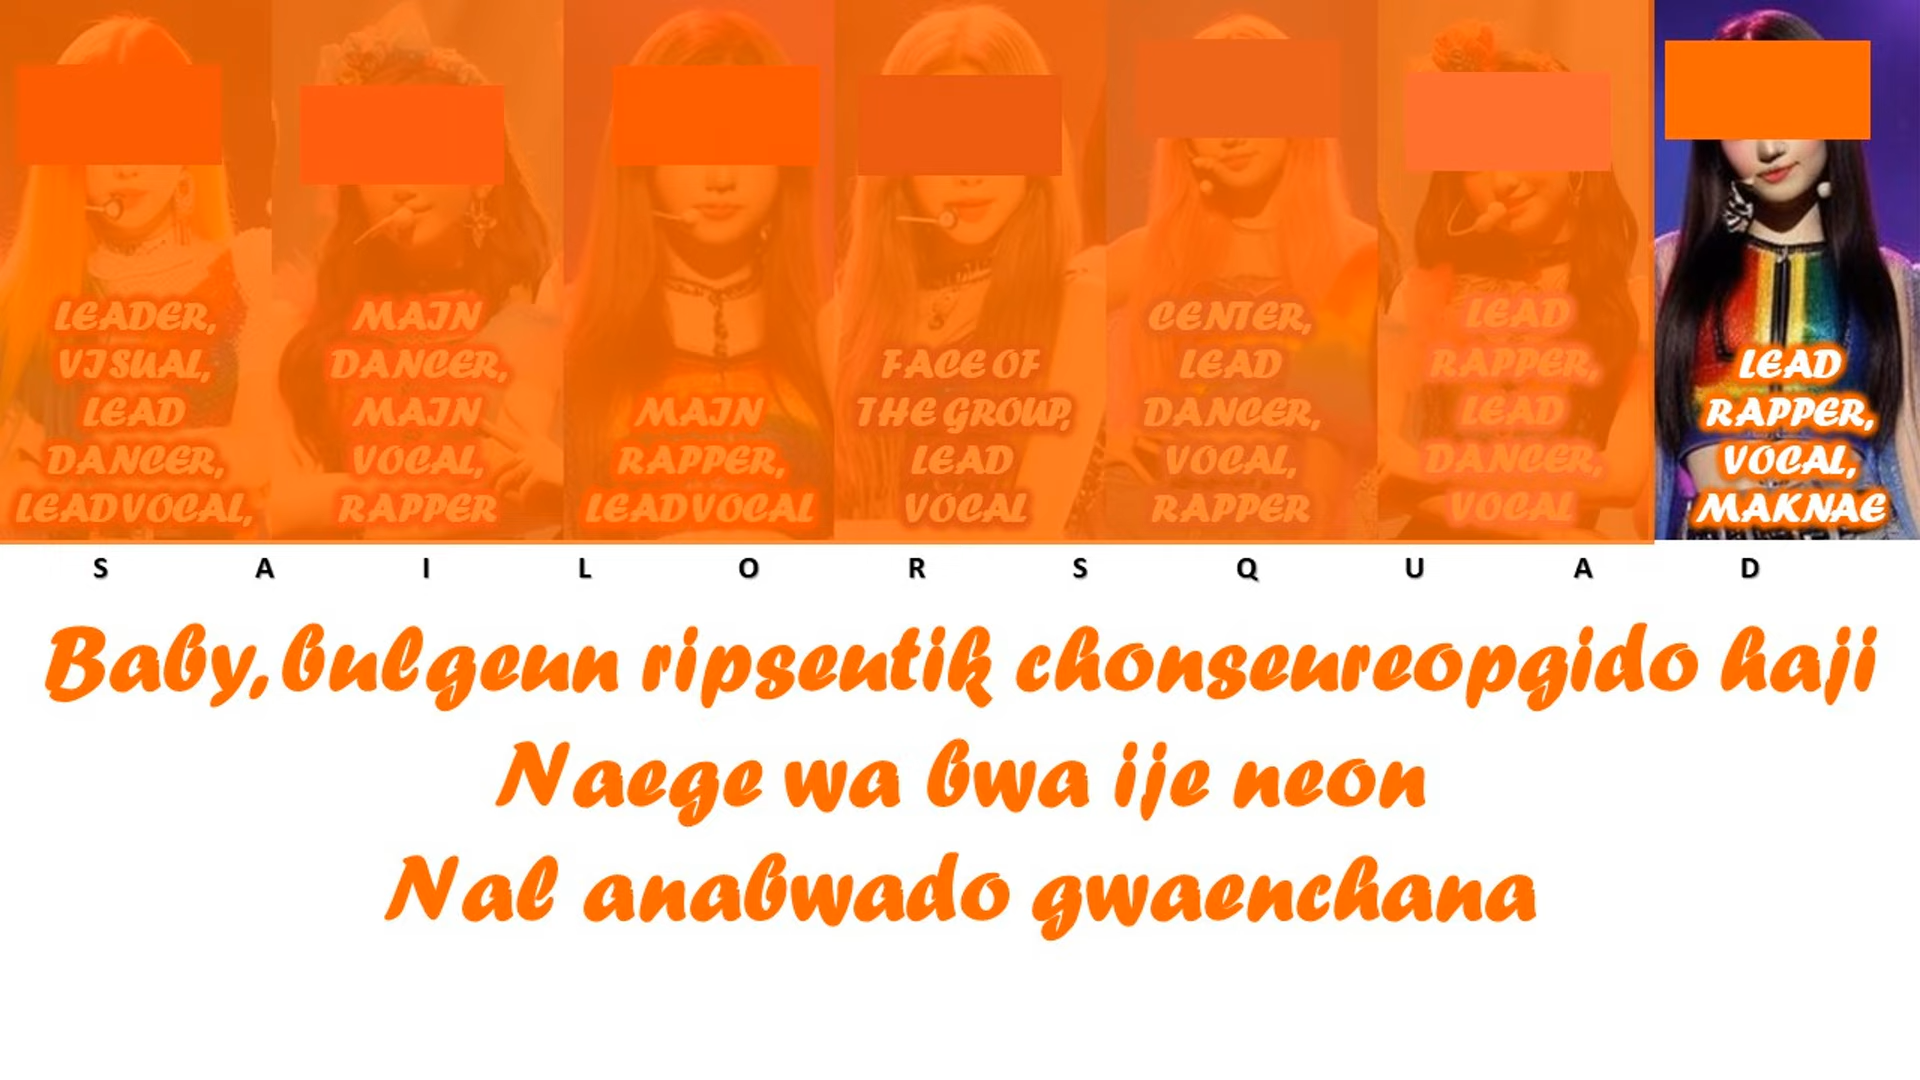 LEADER,
VISUAL,
LEAD
DANCER,
LEADVOCAL,
MAIN
DANCER,
MAIN
VOCAL,
RAPPER
MAIN
RAPPER,
LEADVOCAL
FACE OF
THE GROUP,
LEAD
VOCAL
CENTER,
LEAD
DANCER,
VOCAL,
RAPPER
LEAD
RAPPER,
LEAD
DANCER,
VOCAL
LEAD
RAPPER,
VOCAL,
MAKNAE
S A I L O R S Q U A D
Baby, bulgeun ripseutik chonseureopgido haji
Naege wa bwa ije neon
Nal anabwado gwaenchana